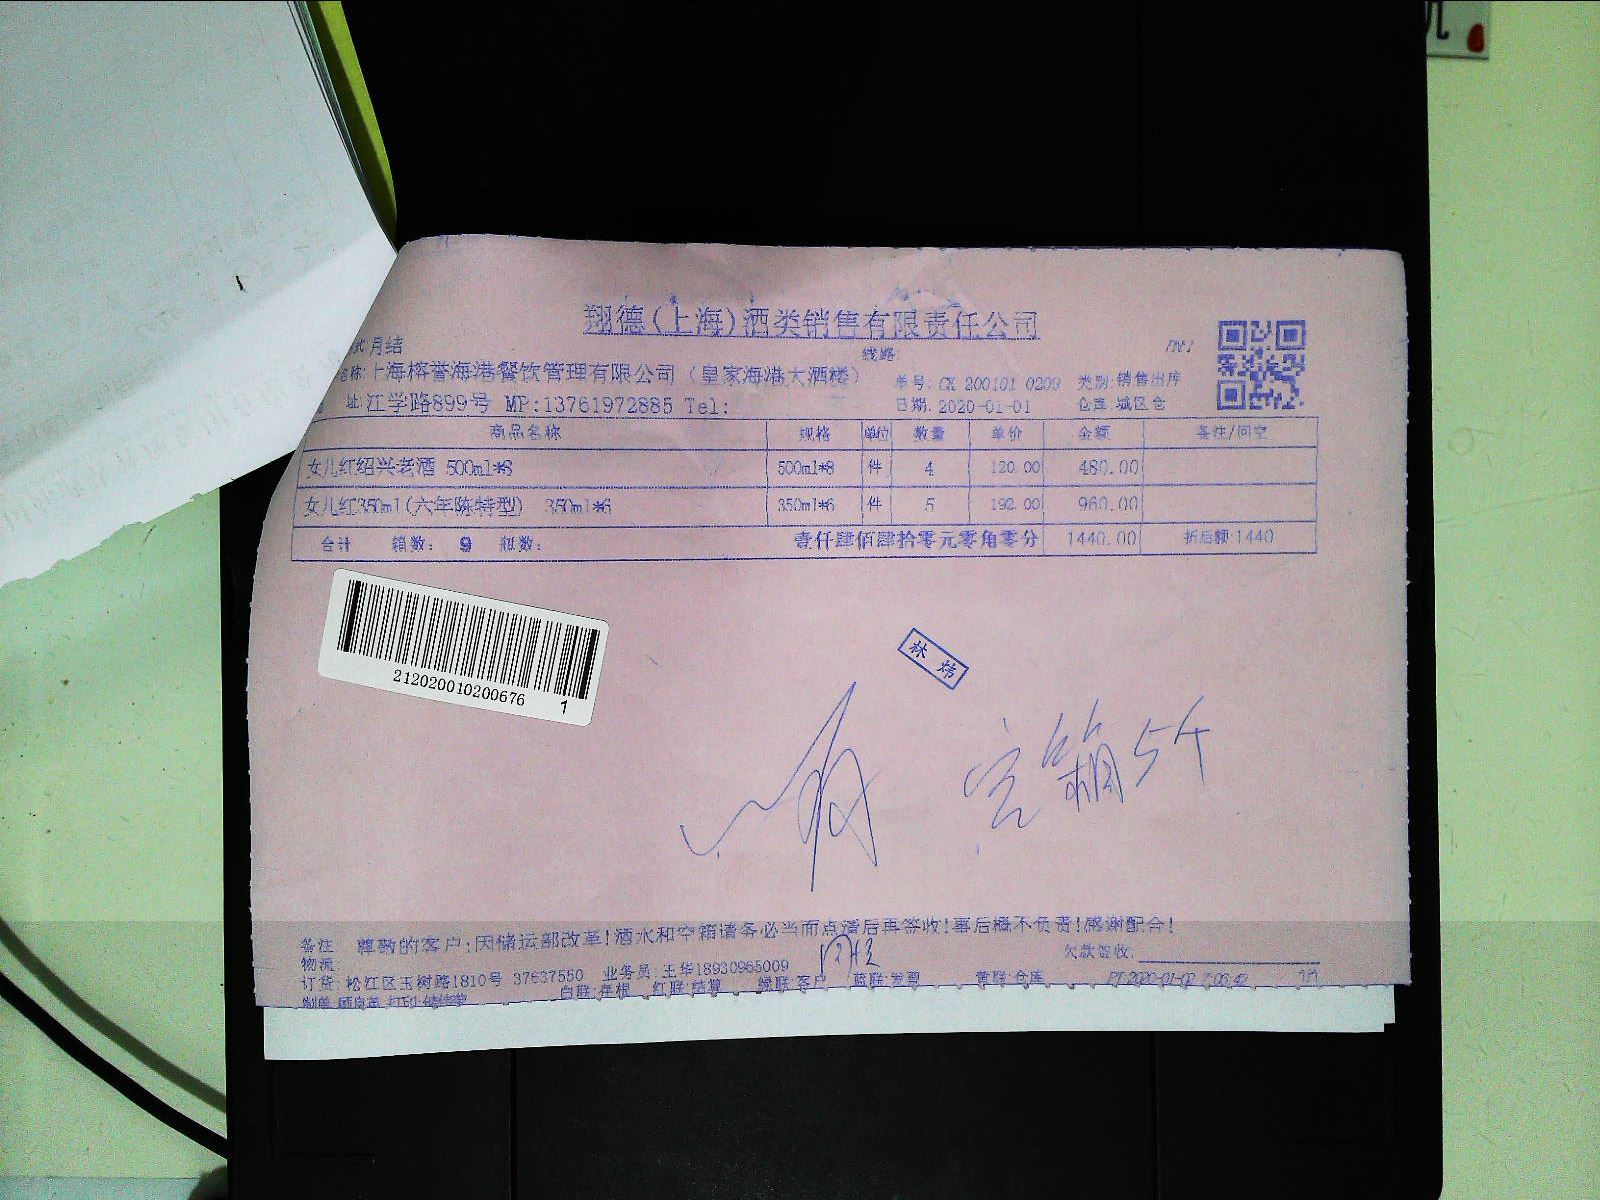 翔德(上海)酒类销售有限责任公司
式:月结 线路:
名称:上海榕誉海港餐饮管理有限公司(皇家海港大酒楼) 单号:CX 200101 0209 类别:销售出库
址:江学路899号 MP:13761972885 Tel: 日期:2020-01-01 仓库:城区仓
商品名称 规格 单位 数量 单价 金额 备注/回空
女儿红绍兴老酒 500ml*8 500ml*8 件 4 120.00 480.00
女儿红350ml(六年陈特型) 350ml*6 350ml*6 件 5 192.00 960.00
合计 箱数: 9 瓶数: 壹仟肆佰肆拾零元零角零分 1440.00 折后额:1440
212020010200676
1
林炜
空箱5个
备注 尊敬的客户:因储运部改革!酒水和空箱请务必当面点清后再签收!事后概不负责!感谢配合!
物流 欠款签收:
订货:松江区玉树路1810号 37637550 业务员:王华18930965009
白联:存根 红联:结算 绿联:客户 蓝联:发票 黄联:仓库 PT:2020-01-02 7:06:42 1/1